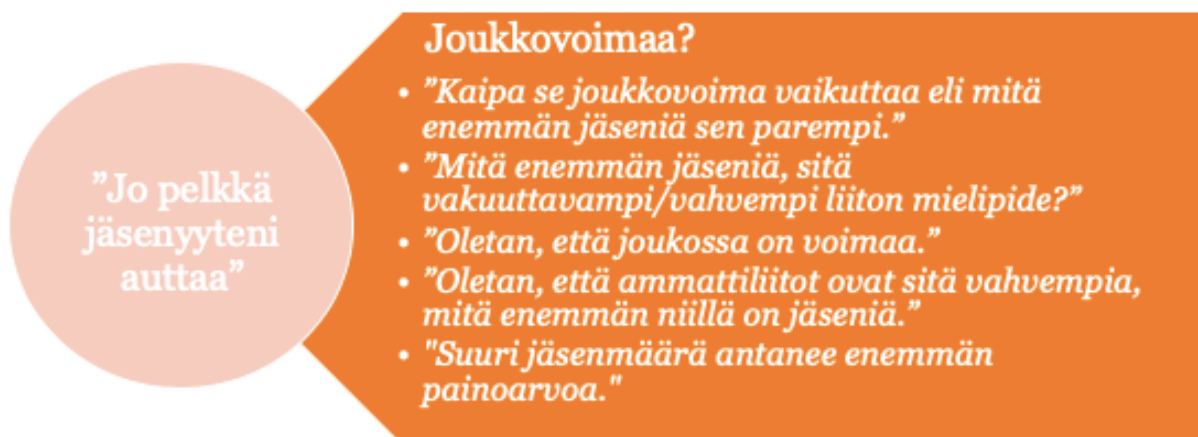 ”Jo pelkkä
jäsenyyteni
auttaa”
Joukkovoimaa?
• ”Kaipa se joukkovoima vaikuttaa eli mitä
enemmän jäseniä sen parempi.”
• ”Mitä enemmän jäseniä, sitä
vakuuttavampi/vahvempi liiton mielipide?”
• ”Oletan, että joukossa on voimaa.”
• ”Oletan, että ammattiliitot ovat sitä vahvempia,
mitä enemmän niillä on jäseniä.”
• "Suuri jäsenmäärä antanee enemmän
painoarvoa."